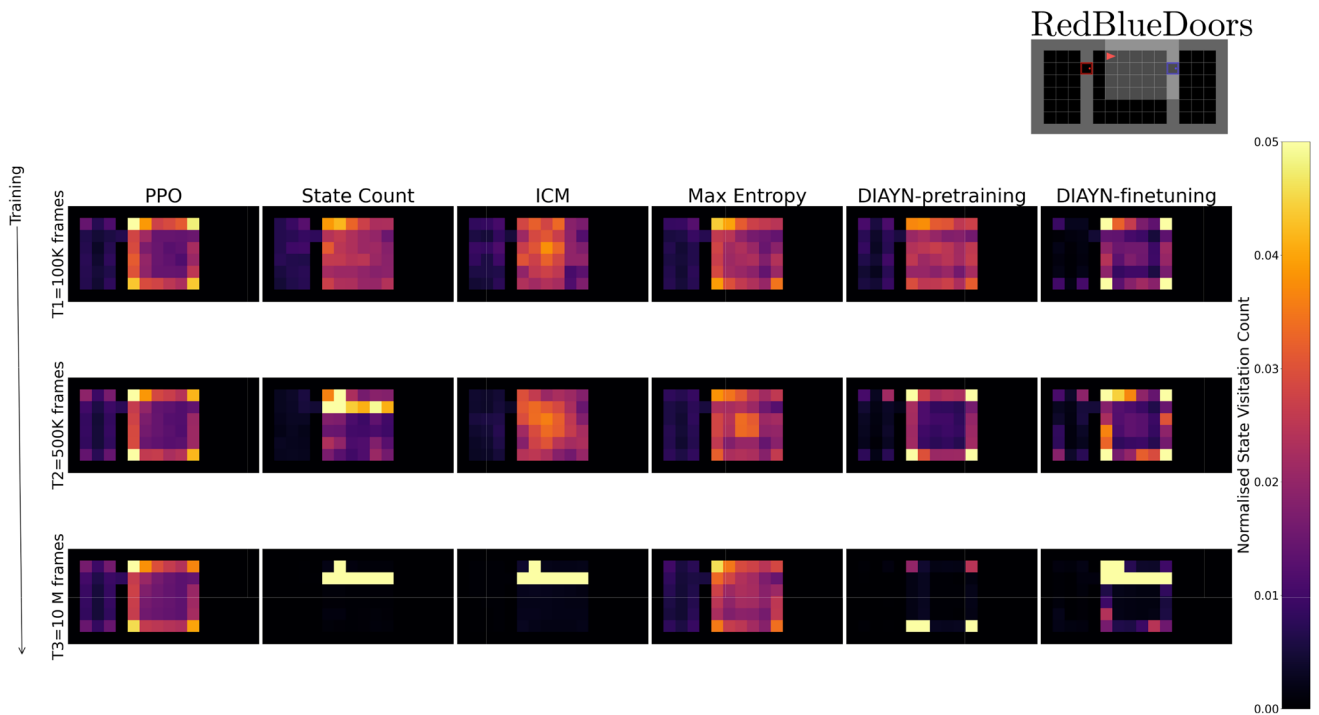 RedBlueDoors
Training
PPO
State Count
ICM
Max Entropy
DIAYN-pretraining
DIAYN-finetuning
T1=100K frames
T2=500K frames
T3=10 M frames
0.05
0.04
0.03
0.02
0.01
0.00
Normalised State Visitation Count